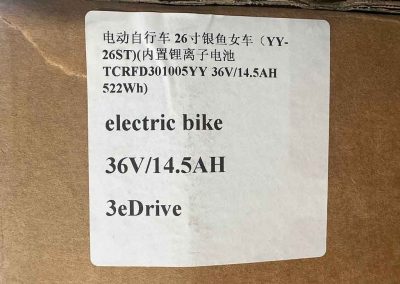 电动自行车 26寸银鱼女车（YY-
26ST)(内置锂离子电池
TCRFD301005YY 36V/14.5AH
522Wh)
electric bike
36V/14.5AH
3eDrive